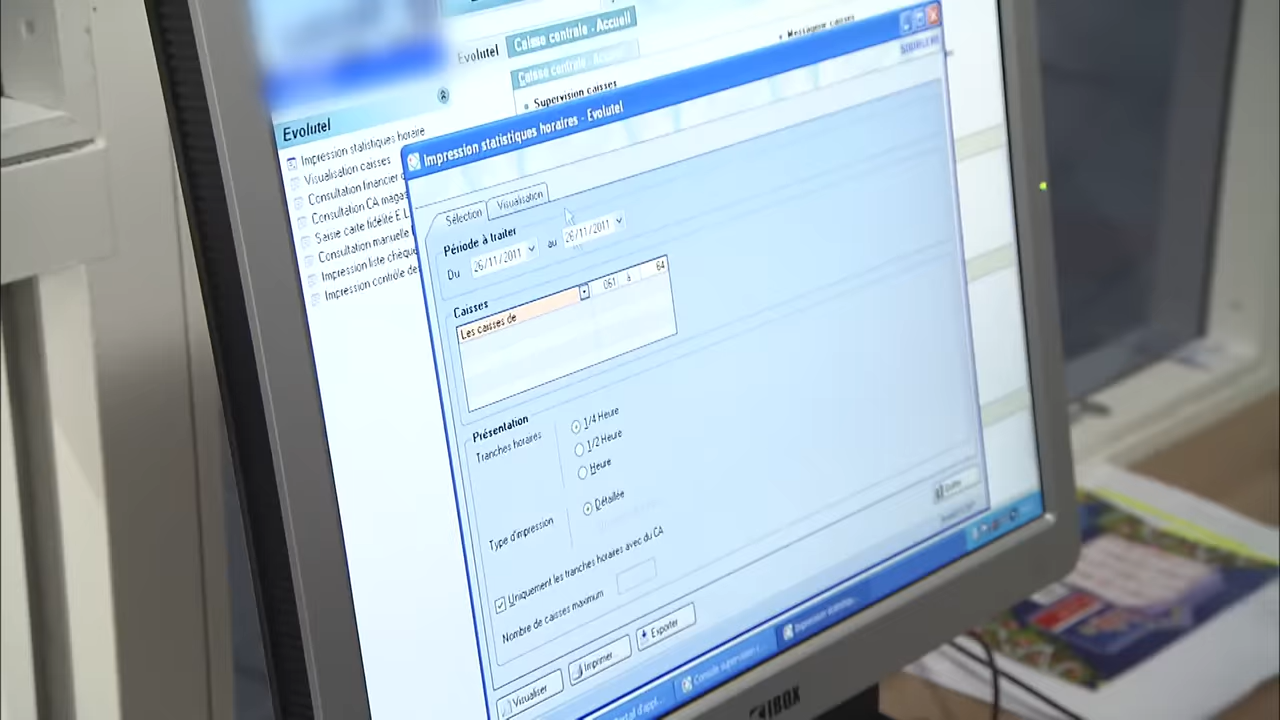 Evolutel
Caisse centrale - Accueil
Caisse centrale - Accueil
Supervision caisses
Messagerie caisses
Evolutel
Impression statistiques horaire
Visualisation caisses
Consultation financier
Consultation CA magas
Saisie carte fidélité E.L
Consultation manuelle
Impression liste chèque
Impression contrôle de
Impression statistiques horaires - Evolutel
Sélection
Visualisation
Période à traiter
Du 26/11/2011 au 26/11/2011
Caisses
Les caisses de 061 à 64
Présentation
Tranches horaires
1/4 Heure
1/2 Heure
Heure
Type d'impression
Détaillée
Uniquement les tranches horaires avec du CA
Nombre de caisses maximum
Visualiser
Imprimer...
Exporter
Console supervision
IBOX